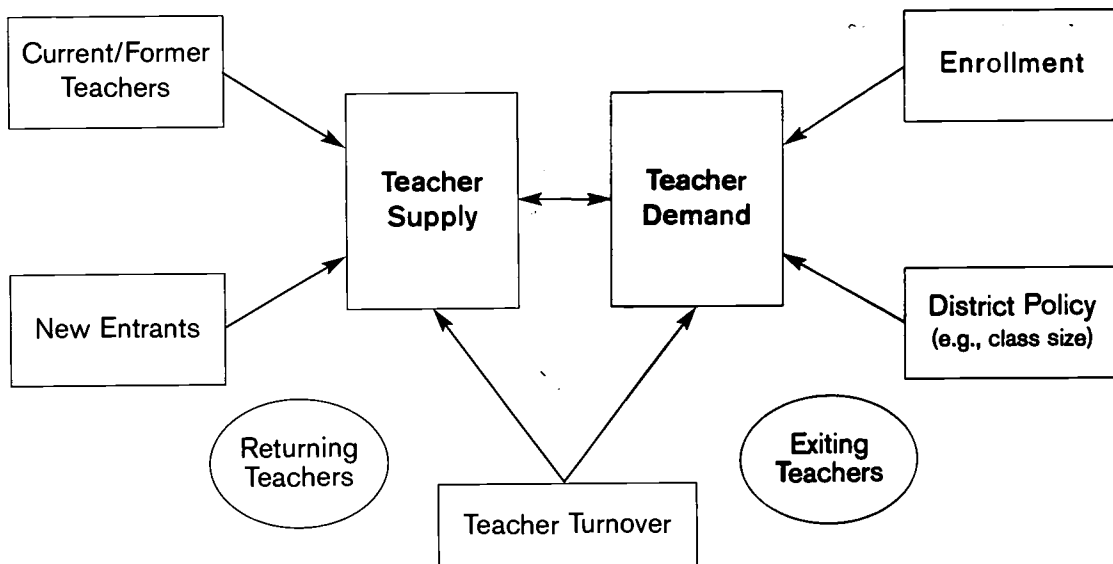 Current/Former
Teachers
Enrollment
Teacher
Supply
Teacher
Demand
New Entrants
District Policy
(e.g., class size)
Returning
Teachers
Exiting
Teachers
Teacher Turnover